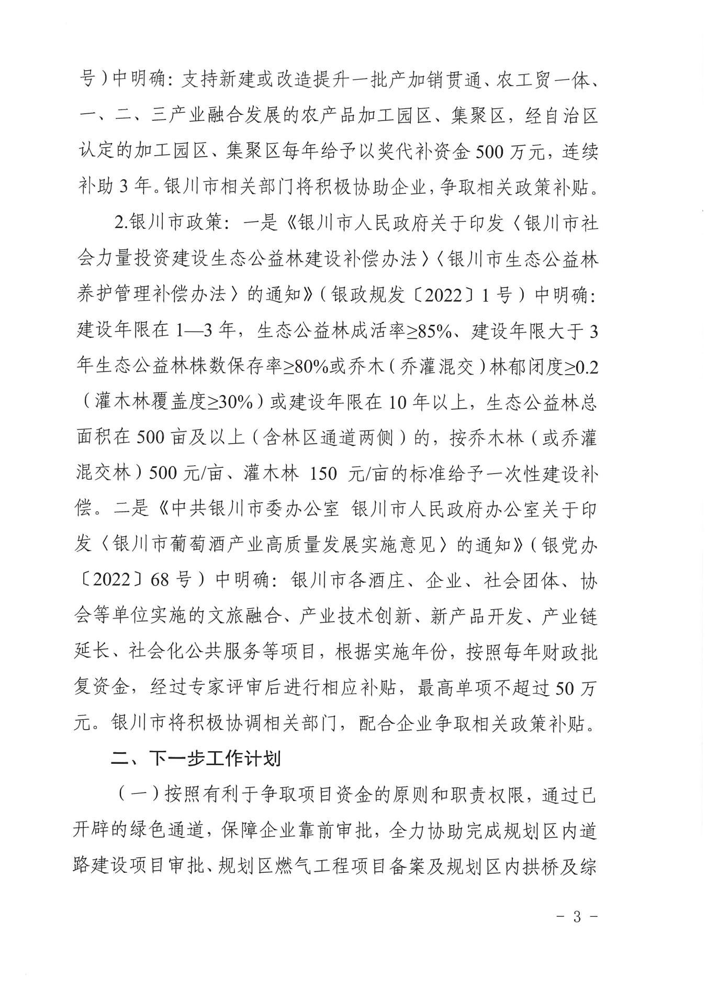 号）中明确：支持新建或改造提升一批产加销贯通、农工贸一体、
一、二、三产业融合发展的农产品加工园区、集聚区，经自治区
认定的加工园区、集聚区每年给予以奖代补资金 500 万元，连续
补助 3 年。银川市相关部门将积极协助企业，争取相关政策补贴。
2.银川市政策：一是《银川市人民政府关于印发〈银川市社
会力量投资建设生态公益林建设补偿办法〉〈银川市生态公益林
养护管理补偿办法〉的通知》（银政规发〔2022〕1 号）中明确：
建设年限在 1—3 年，生态公益林成活率≥85%、建设年限大于 3
年生态公益林株数保存率≥80%或乔木（乔灌混交）林郁闭度≥0.2
（灌木林覆盖度≥30%）或建设年限在 10 年以上，生态公益林总
面积在 500 亩及以上（含林区通道两侧）的，按乔木林（或乔灌
混交林）500 元/亩、灌木林 150 元/亩的标准给予一次性建设补
偿。二是《中共银川市委办公室 银川市人民政府办公室关于印
发〈银川市葡萄酒产业高质量发展实施意见〉的通知》（银党办
〔2022〕68 号）中明确：银川市各酒庄、企业、社会团体、协
会等单位实施的文旅融合、产业技术创新、新产品开发、产业链
延长、社会化公共服务等项目，根据实施年份，按照每年财政批
复资金，经过专家评审后进行相应补贴，最高单项不超过 50 万
元。银川市将积极协调相关部门，配合企业争取相关政策补贴。
二、下一步工作计划
（一）按照有利于争取项目资金的原则和职责权限，通过已
开辟的绿色通道，保障企业靠前审批，全力协助完成规划区内道
路建设项目审批、规划区燃气工程项目备案及规划区内拱桥及综
- 3 -